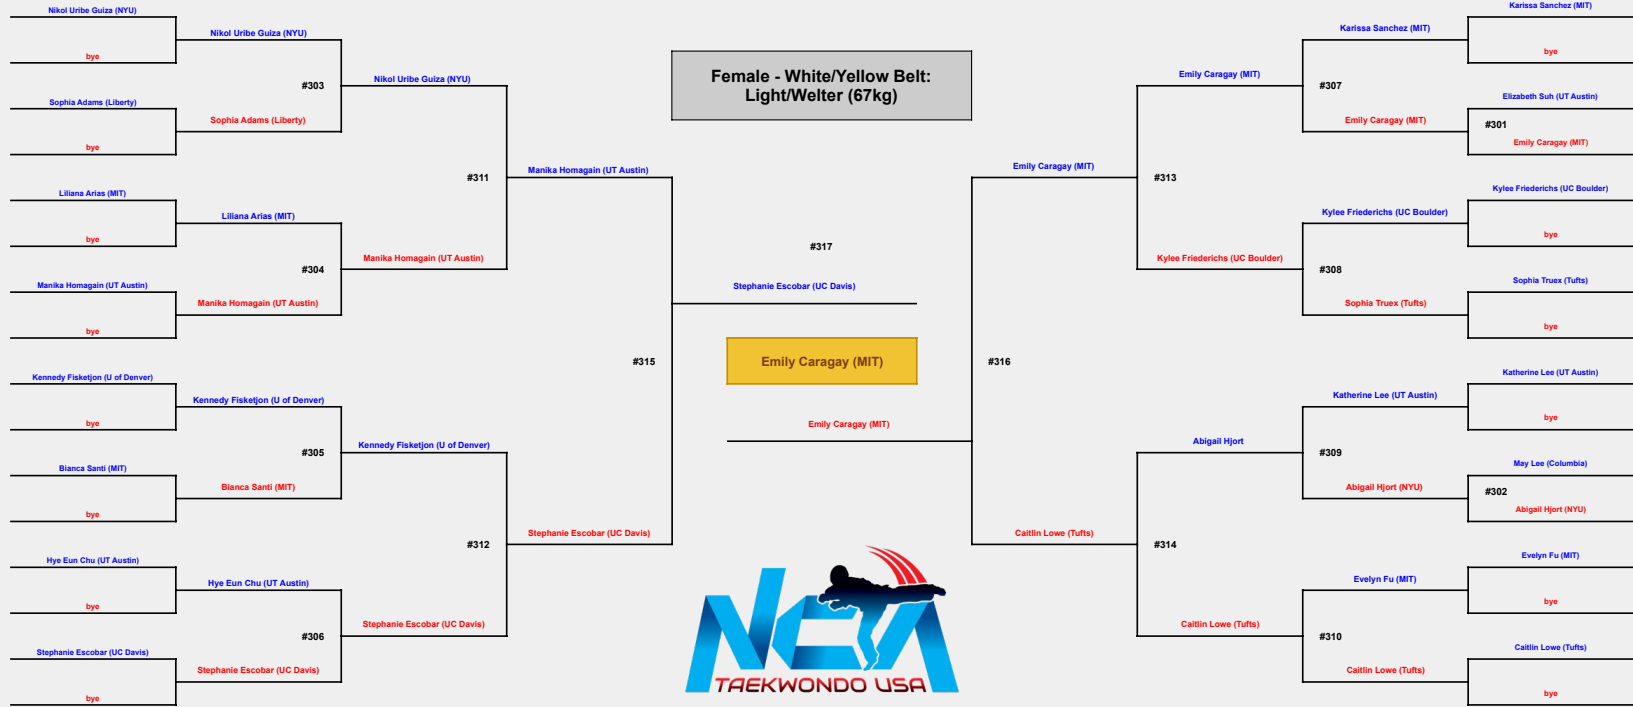 Nikol Uribe Guiza (NYU)
bye
Sophia Adams (Liberty)
bye
Liliana Arias (MIT)
bye
Manika Homagain (UT Austin)
bye
Kennedy Fisketjon (U of Denver)
bye
Bianca Santi (MIT)
bye
Hye Eun Chu (UT Austin)
bye
Stephanie Escobar (UC Davis)
bye
Nikol Uribe Guiza (NYU)
#303
Sophia Adams (Liberty)
Liliana Arias (MIT)
#304
Manika Homagain (UT Austin)
Kennedy Fisketjon (U of Denver)
#305
Bianca Santi (MIT)
Hye Eun Chu (UT Austin)
#306
Stephanie Escobar (UC Davis)
Nikol Uribe Guiza (NYU)
#311
Manika Homagain (UT Austin)
Kennedy Fisketjon (U of Denver)
#312
Stephanie Escobar (UC Davis)
Manika Homagain (UT Austin)
#315
Stephanie Escobar (UC Davis)
Female - White/Yellow Belt:
Light/Welter (67kg)
#317
Stephanie Escobar (UC Davis)
Emily Caragay (MIT)
Emily Caragay (MIT)
NCTA
TAEKWONDO USA
Emily Caragay (MIT)
#316
Caitlin Lowe (Tufts)
Emily Caragay (MIT)
#313
Kylee Friederichs (UC Boulder)
Abigail Hjort
#314
Caitlin Lowe (Tufts)
Karissa Sanchez (MIT)
#307
Emily Caragay (MIT)
Kylee Friederichs (UC Boulder)
#308
Sophia Truex (Tufts)
Katherine Lee (UT Austin)
#309
Abigail Hjort (NYU)
Evelyn Fu (MIT)
#310
Caitlin Lowe (Tufts)
Karissa Sanchez (MIT)
bye
Elizabeth Suh (UT Austin)
#301
Emily Caragay (MIT)
Kylee Friederichs (UC Boulder)
bye
Sophia Truex (Tufts)
bye
Katherine Lee (UT Austin)
bye
May Lee (Columbia)
#302
Abigail Hjort (NYU)
Evelyn Fu (MIT)
bye
Caitlin Lowe (Tufts)
bye